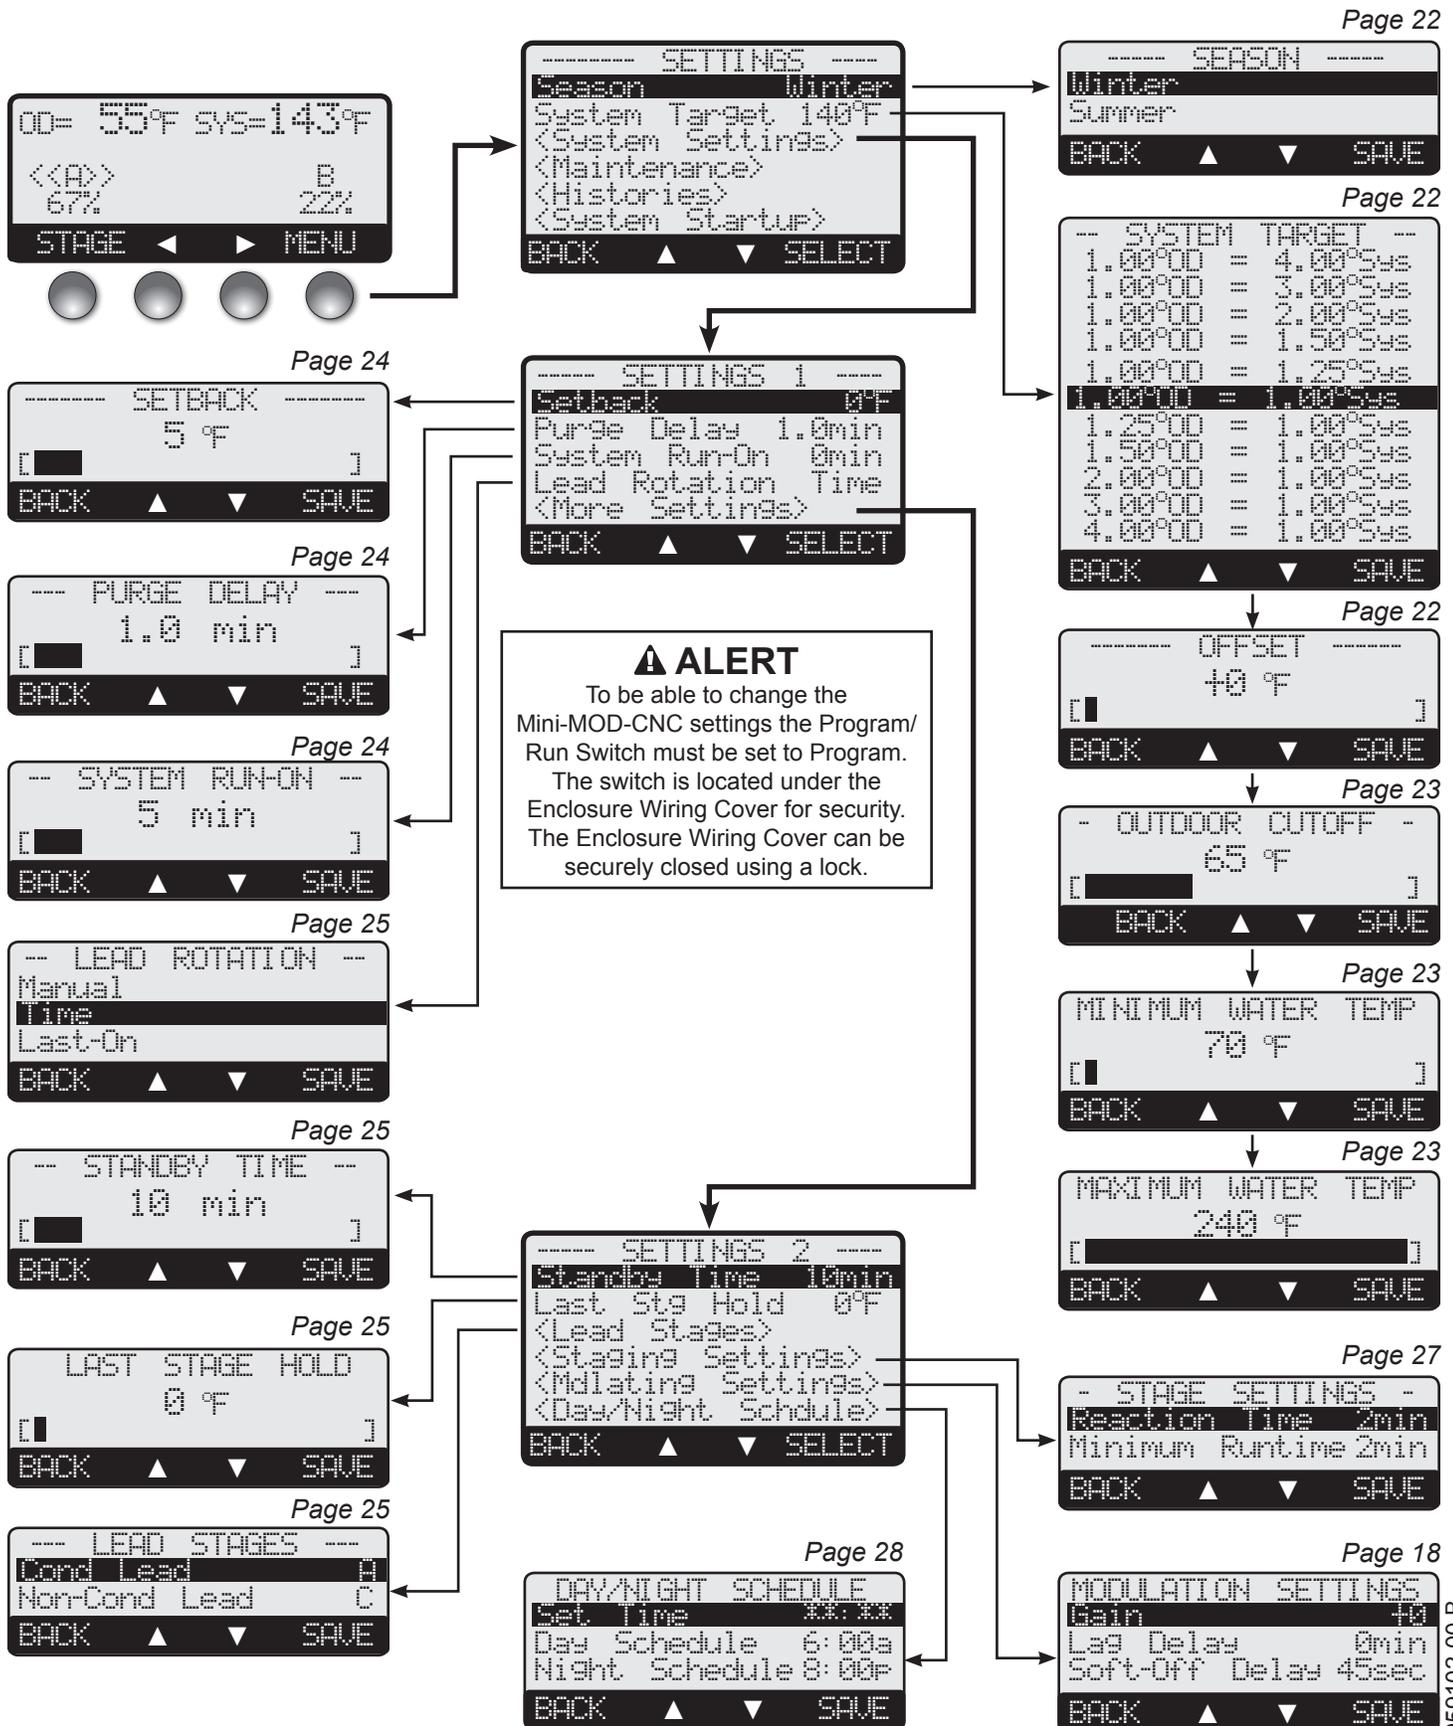 OD= 55°F SYS=143°F
<<A>> B
67% 22%
STAGE ◄ ► MENU
-------- SETTINGS ----
Season Winter
System Target 140°F
<System Settings>
<Maintenance>
<Histories>
<System Startup>
BACK ▲ ▼ SELECT
Page 22
----- SEASON -----
Winter
Summer
BACK ▲ ▼ SAVE
Page 22
-- SYSTEM TARGET --
1.00°OD = 4.00°Sys
1.00°OD = 3.00°Sys
1.00°OD = 2.00°Sys
1.00°OD = 1.50°Sys
1.00°OD = 1.25°Sys
1.00°OD = 1.00°Sys
1.25°OD = 1.00°Sys
1.50°OD = 1.00°Sys
2.00°OD = 1.00°Sys
3.00°OD = 1.00°Sys
4.00°OD = 1.00°Sys
BACK ▲ ▼ SAVE
Page 22
------- OFFSET ------
+0 °F
[ ]
BACK ▲ ▼ SAVE
Page 23
- OUTDOOR CUTOFF -
65 °F
[ ]
BACK ▲ ▼ SAVE
Page 23
MINIMUM WATER TEMP
70 °F
[ ]
BACK ▲ ▼ SAVE
Page 23
MAXIMUM WATER TEMP
240 °F
[ ]
BACK ▲ ▼ SAVE
----- SETTINGS 1 ----
Setback 0°F
Purge Delay 1.0min
System Run-On 0min
Lead Rotation Time
<More Settings>
BACK ▲ ▼ SELECT
Page 24
------- SETBACK -------
5 °F
[ ]
BACK ▲ ▼ SAVE
Page 24
--- PURGE DELAY ---
1.0 min
[ ]
BACK ▲ ▼ SAVE
Page 24
-- SYSTEM RUN-ON --
5 min
[ ]
BACK ▲ ▼ SAVE
Page 25
-- LEAD ROTATION --
Manual
Time
Last-On
BACK ▲ ▼ SAVE
ALERT
To be able to change the
Mini-MOD-CNC settings the Program/
Run Switch must be set to Program.
The switch is located under the
Enclosure Wiring Cover for security.
The Enclosure Wiring Cover can be
securely closed using a lock.
----- SETTINGS 2 ----
Standby Time 10min
Last Stg Hold 0°F
<Lead Stages>
<Staging Settings>
<Mdlating Settings>
<Day/Night Schdule>
BACK ▲ ▼ SELECT
Page 25
-- STANDBY TIME --
10 min
[ ]
BACK ▲ ▼ SAVE
Page 25
LAST STAGE HOLD
0 °F
[ ]
BACK ▲ ▼ SAVE
Page 25
--- LEAD STAGES ---
Cond Lead A
Non-Cond Lead C
BACK ▲ ▼ SAVE
Page 28
DAY/NIGHT SCHEDULE
Set Time **:**
Day Schedule 6:00a
Night Schedule 8:00p
BACK ▲ ▼ SAVE
Page 27
- STAGE SETTINGS -
Reaction Time 2min
Minimum Runtime 2min
BACK ▲ ▼ SAVE
Page 18
MODULATION SETTINGS
Gain +0
Lag Delay 0min
Soft-Off Delay 45sec
BACK ▲ ▼ SAVE